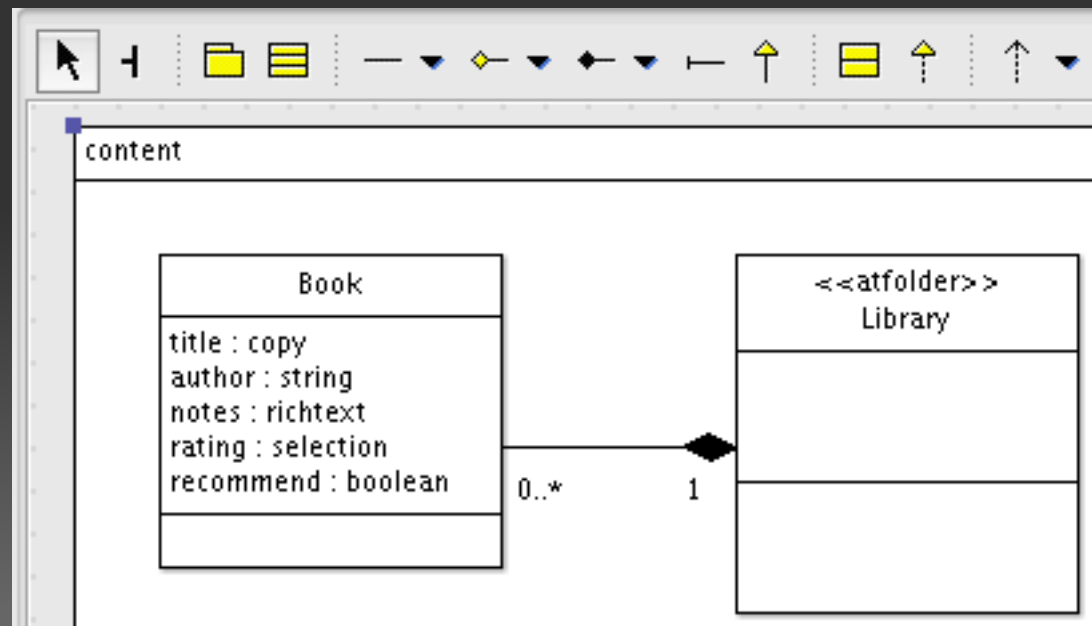 content
Book
title : copy
author : string
notes : richtext
rating : selection
recommend : boolean
0..*
1
<<atfolder>>
Library